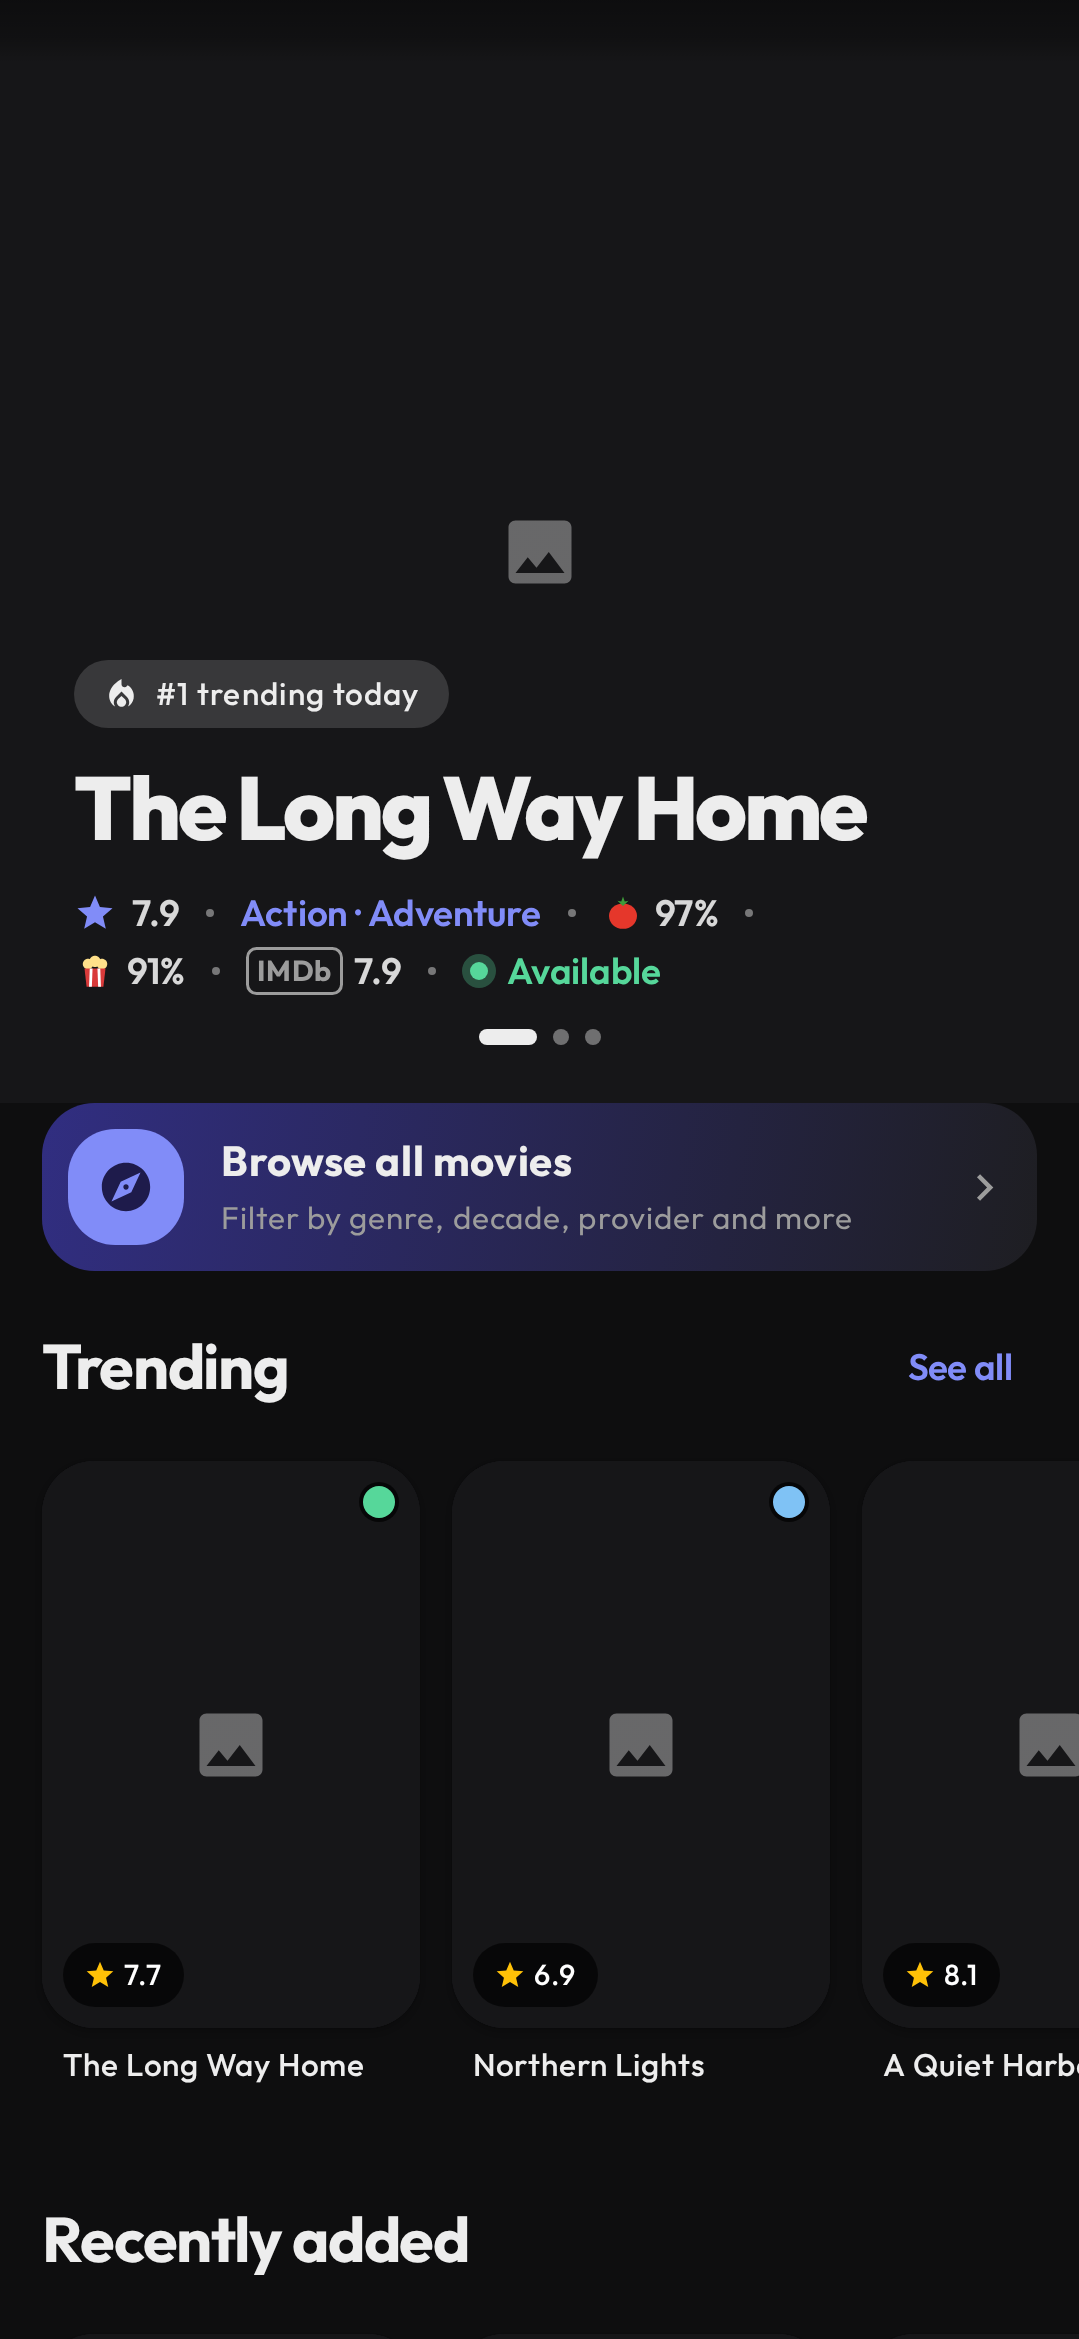 #1 trending today
The Long Way Home
7.9 • Action · Adventure • 97% •
91% • IMDb 7.9 • Available
Browse all movies
Filter by genre, decade, provider and more
Trending
See all
7.7
6.9
8.1
The Long Way Home
Northern Lights
A Quiet
Recently added